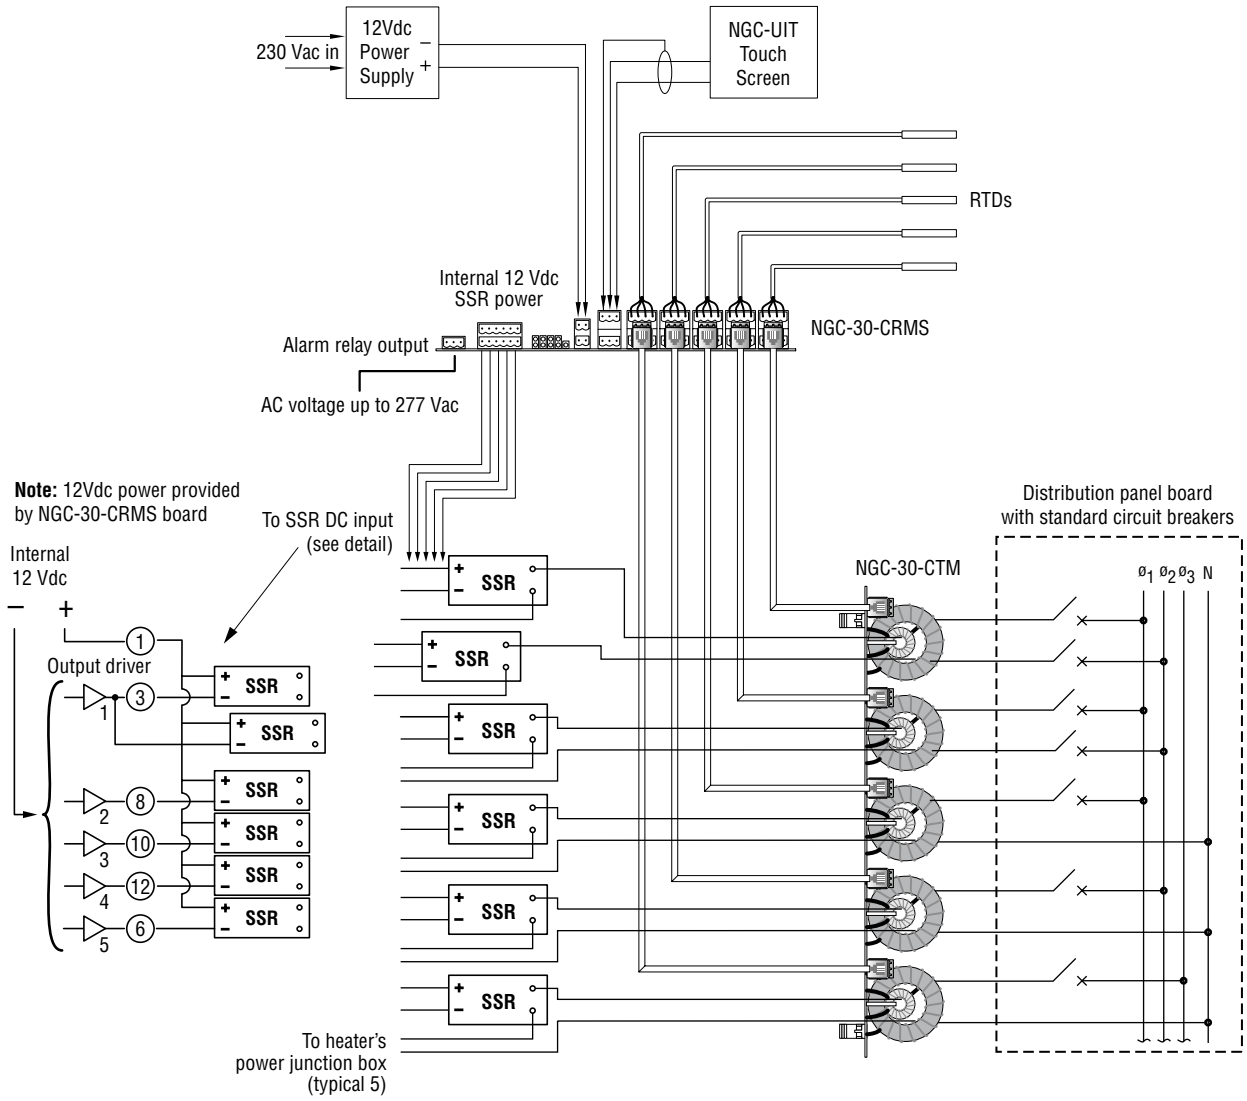 12Vdc
Power
Supply
−
+
230 Vac in
NGC-UIT
Touch
Screen
RTDs
Internal 12 Vdc
SSR power
NGC-30-CRMS
Alarm relay output
AC voltage up to 277 Vac
Note: 12Vdc power provided
by NGC-30-CRMS board
To SSR DC input
(see detail)
Internal
12 Vdc
− +
1
Output driver
1
3
+
−
SSR
+
−
SSR
2
8
+
−
SSR
3
10
+
−
SSR
4
12
+
−
SSR
5
6
+
−
SSR
+
−
SSR
+
−
SSR
+
−
SSR
+
−
SSR
+
−
SSR
+
−
SSR
To heater's
power junction box
(typical 5)
NGC-30-CTM
Distribution panel board
with standard circuit breakers
ø1 ø2 ø3 N